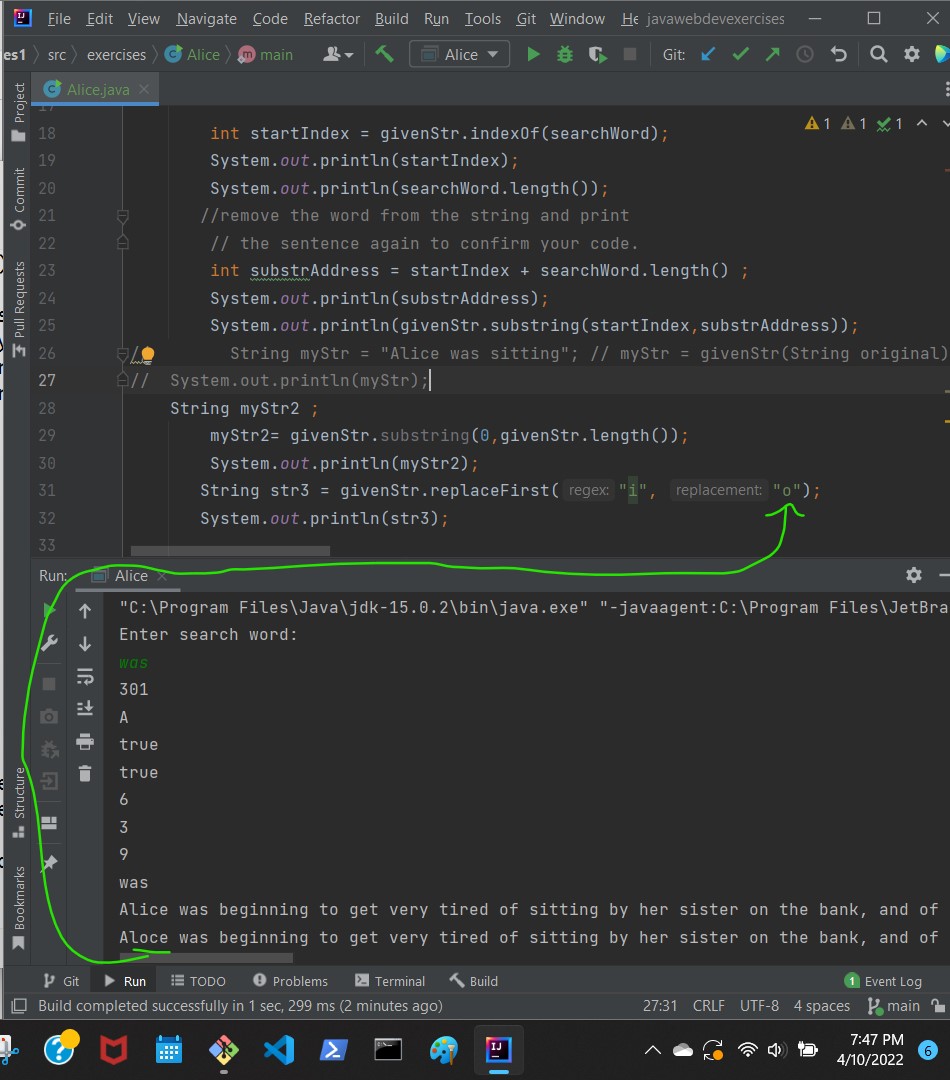 File Edit View Navigate Code Refactor Build Run Tools Git Window He javawebdevexercises
es1 src exercises Alice main Alice Git:
Alice.java
Project
Commit
Pull Requests
Structure
Bookmarks
1 1 1
17
18 int startIndex = givenStr.indexOf(searchWord);
19 System.out.println(startIndex);
20 System.out.println(searchWord.length());
21 //remove the word from the string and print
22 // the sentence again to confirm your code.
23 int substrAddress = startIndex + searchWord.length() ;
24 System.out.println(substrAddress);
25 System.out.println(givenStr.substring(startIndex,substrAddress));
26 / String myStr = "Alice was sitting"; // myStr = givenStr(String original)
27 // System.out.println(myStr);
28 String myStr2 ;
29 myStr2= givenStr.substring(0,givenStr.length());
30 System.out.println(myStr2);
31 String str3 = givenStr.replaceFirst( regex: "i", replacement: "o");
32 System.out.println(str3);
33
Run: Alice
"C:\Program Files\Java\jdk-15.0.2\bin\java.exe" "-javaagent:C:\Program Files\JetBra
Enter search word:
was
301
A
true
true
6
3
9
was
Alice was beginning to get very tired of sitting by her sister on the bank, and of
Aloce was beginning to get very tired of sitting by her sister on the bank, and of
Git Run TODO Problems Terminal Build 1 Event Log
Build completed successfully in 1 sec, 299 ms (2 minutes ago) 27:31 CRLF UTF-8 4 spaces main
7:47 PM
4/10/2022
6